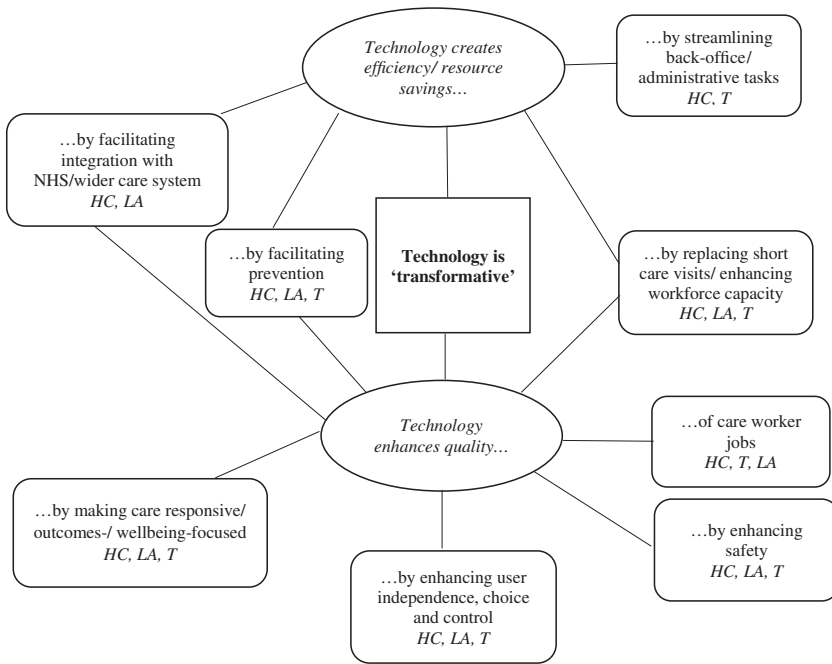 Technology creates
efficiency/ resource
savings…
…by streamlining
back-office/
administrative tasks
HC, T
…by facilitating
integration with
NHS/wider care system
HC, LA
…by facilitating
prevention
HC, LA, T
Technology is
‘transformative’
…by replacing short
care visits/ enhancing
workforce capacity
HC, LA, T
Technology
enhances quality…
…of care worker
jobs
HC, T, LA
…by making care responsive/
outcomes-/ wellbeing-focused
HC, LA, T
…by enhancing user
independence, choice
and control
HC, LA, T
…by enhancing
safety
HC, LA, T